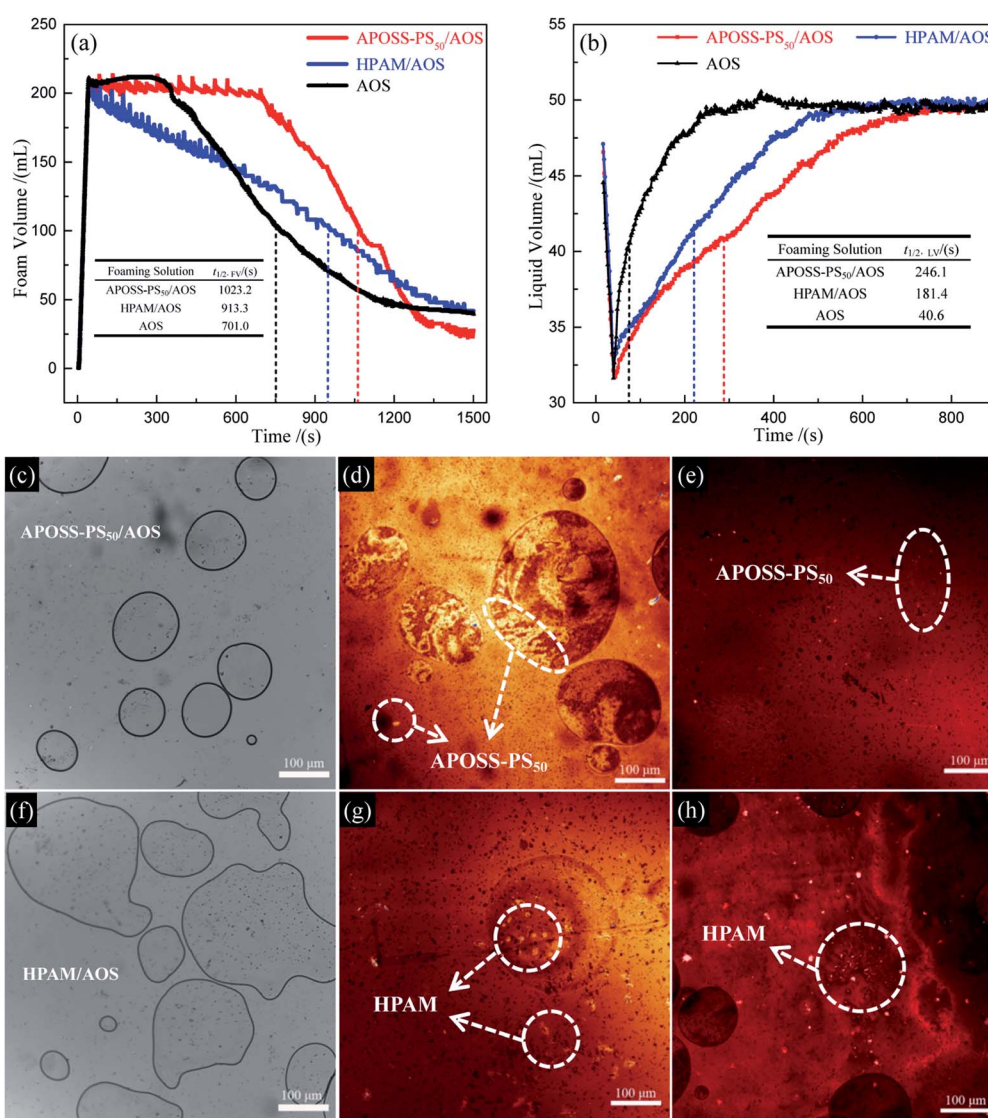 (a)
APOSS-PS₅₀/AOS
HPAM/AOS
AOS
250
200
150
100
50
0
Foam Volume /(mL)
Foaming Solution t₁/₂, FV/(s)
APOSS-PS₅₀/AOS 1023.2
HPAM/AOS 913.3
AOS 701.0
0 300 600 900 1200 1500
Time /(s)
(b)
APOSS-PS₅₀/AOS HPAM/AOS
AOS
55
50
45
40
35
30
Liquid Volume /(mL)
Foaming Solution t₁/₂, LV/(s)
APOSS-PS₅₀/AOS 246.1
HPAM/AOS 181.4
AOS 40.6
0 200 400 600 800
Time /(s)
(c)
APOSS-PS₅₀/AOS
100 μm
(d)
APOSS-PS₅₀
100 μm
(e)
APOSS-PS₅₀
100 μm
(f)
HPAM/AOS
100 μm
(g)
HPAM
100 μm
(h)
HPAM
100 μm